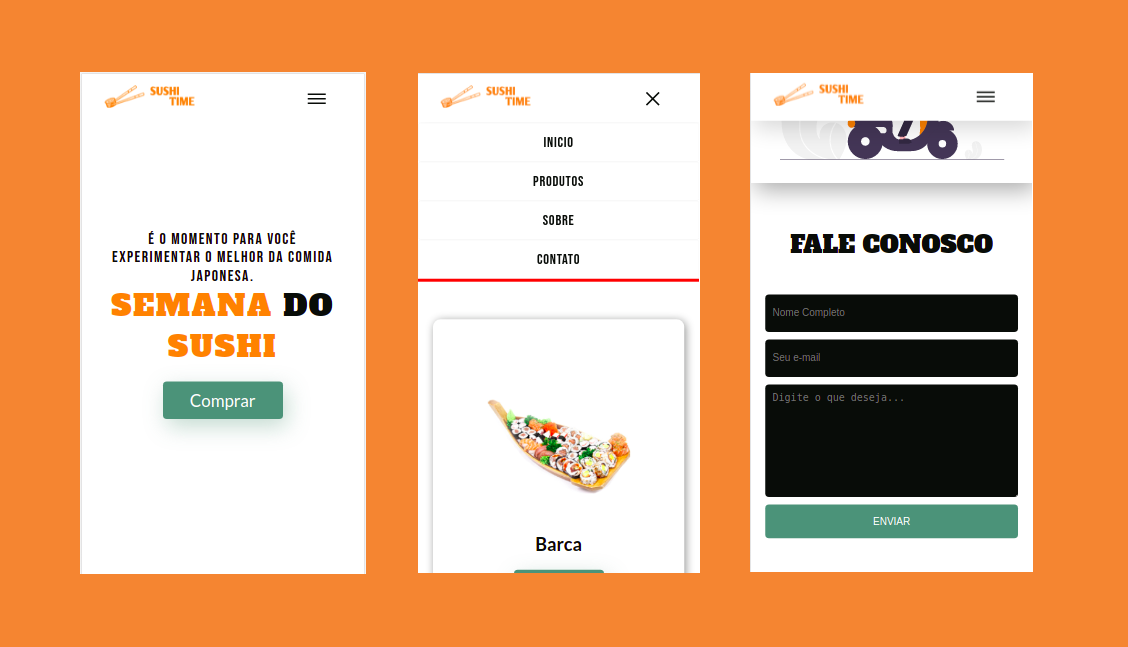 SUSHI
TIME
É O MOMENTO PARA VOCÊ
EXPERIMENTAR O MELHOR DA COMIDA
JAPONESA.
SEMANA DO
SUSHI
Comprar
SUSHI
TIME
INICIO
PRODUTOS
SOBRE
CONTATO
Barca
SUSHI
TIME
FALE CONOSCO
Nome Completo
Seu e-mail
Digite o que deseja...
ENVIAR